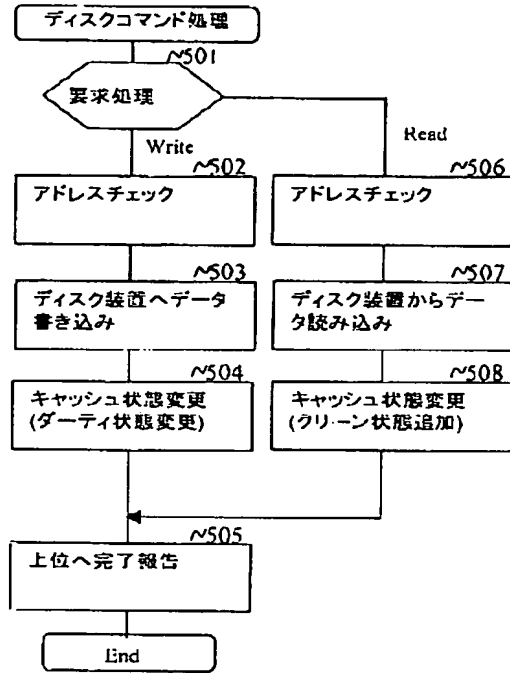 ディスクコマンド処理
~501
要求処理
Write
Read
~502
アドレスチェック
~506
アドレスチェック
~503
ディスク装置へデータ
書き込み
~507
ディスク装置からデー
タ読み込み
~504
キャッシュ状態変更
(ダーティ状態変更)
~508
キャッシュ状態変更
(クリーン状態追加)
~505
上位へ完了報告
End